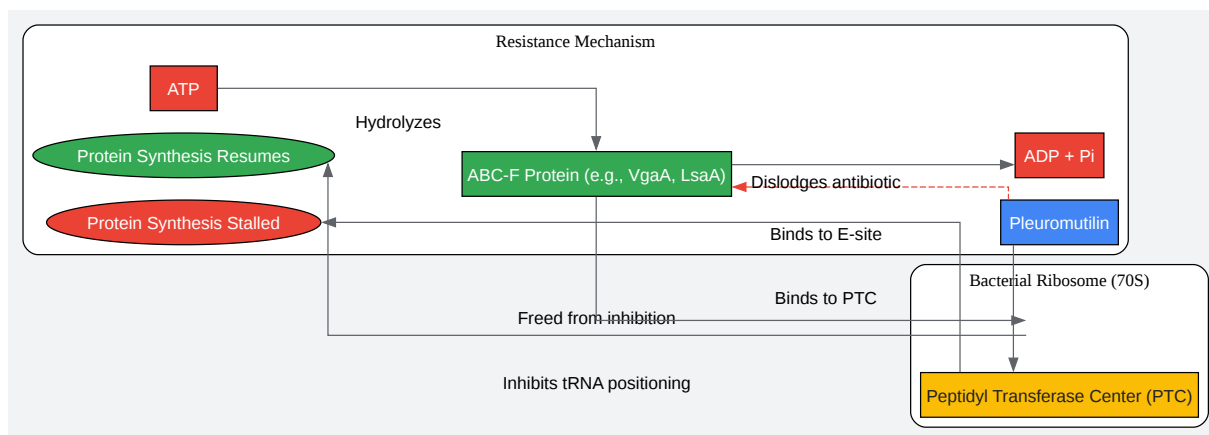 Resistance Mechanism
ATP
Hydrolyzes
Protein Synthesis Resumes
ABC-F Protein (e.g., VgaA, LsaA)
ADP + Pi
Dislodges antibiotic
Protein Synthesis Stalled
Pleuromutilin
Binds to E-site
Bacterial Ribosome (70S)
Binds to PTC
Freed from inhibition
Inhibits tRNA positioning
Peptidyl Transferase Center (PTC)